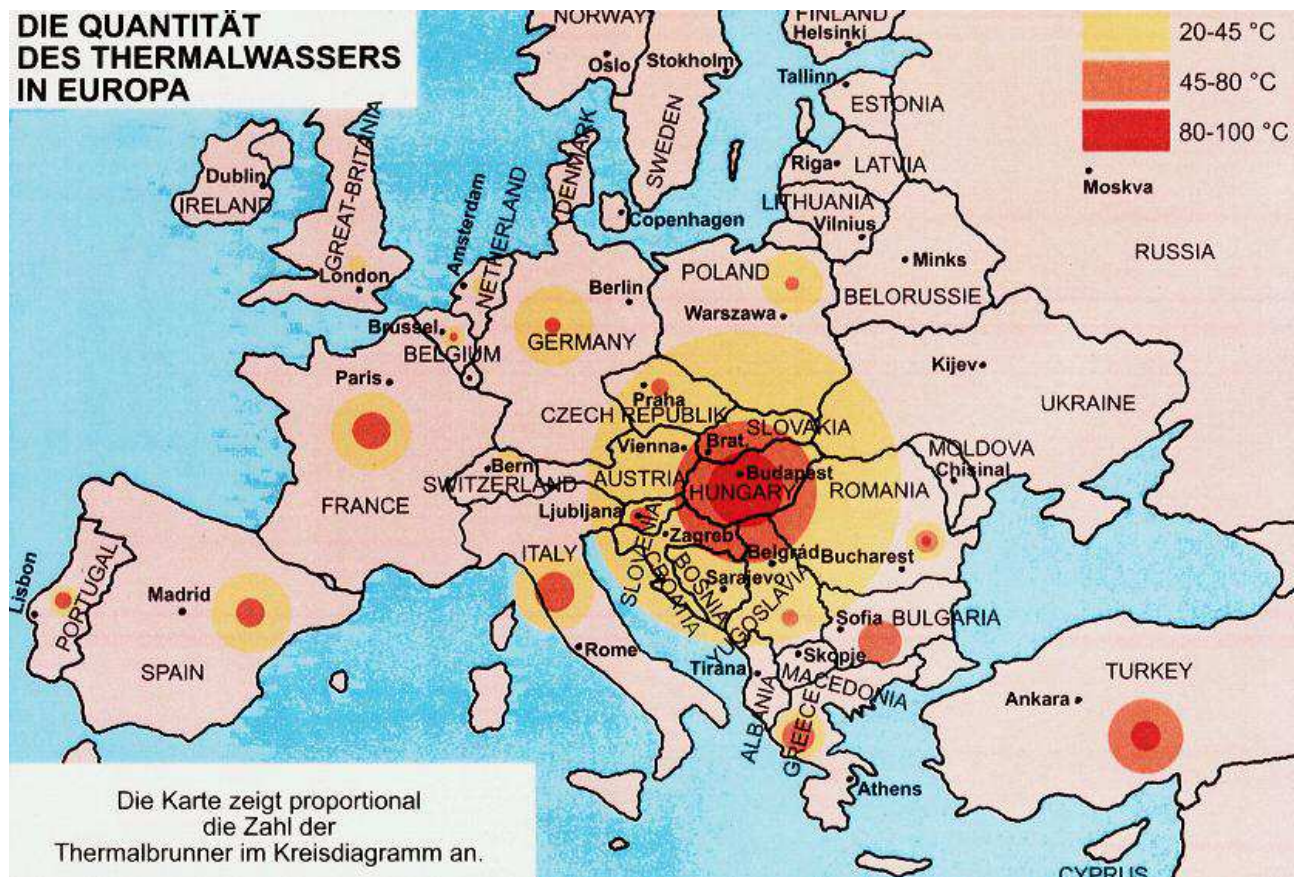 DIE QUANTITÄT
DES THERMALWASSERS
IN EUROPA
20-45 °C
45-80 °C
80-100 °C
NORWAY
FINLAND
Helsinki
Oslo
Stokholm
Tallinn
ESTONIA
SWEDEN
DENMARK
GREAT-BRITANIA
Dublin
IRELAND
Riga
LATVIA
Moskva
LITHUANIA
Vilnius
Copenhagen
Amsterdam
NETHERLAND
RUSSIA
London
Berlin
POLAND
Minks
BELORUSSIE
Warszawa
Brüssel
BELGIUM
GERMANY
Paris
Kijev
Praha
CZECH REPUBLIK
UKRAINE
SLOVAKIA
Vienna
Brat.
MOLDOVA
Chisinal
Bern
SWITZERLAND
AUSTRIA
Budapest
HUNGARY
ROMANIA
FRANCE
Ljubljana
SLOVENIA
Zagreb
CROATIA
ITALY
Belgrád
Bucharest
BOSNIA
Sarajevo
YUGOSLAVIA
Lisbon
PORTUGAL
Madrid
SPAIN
Sofia
BULGARIA
Rome
Tirana
Skopje
MACEDONIA
ALBANIA
GREECE
TURKEY
Ankara
Athens
CYPRUS
Die Karte zeigt proportional
die Zahl der
Thermalbrunner im Kreisdiagramm an.